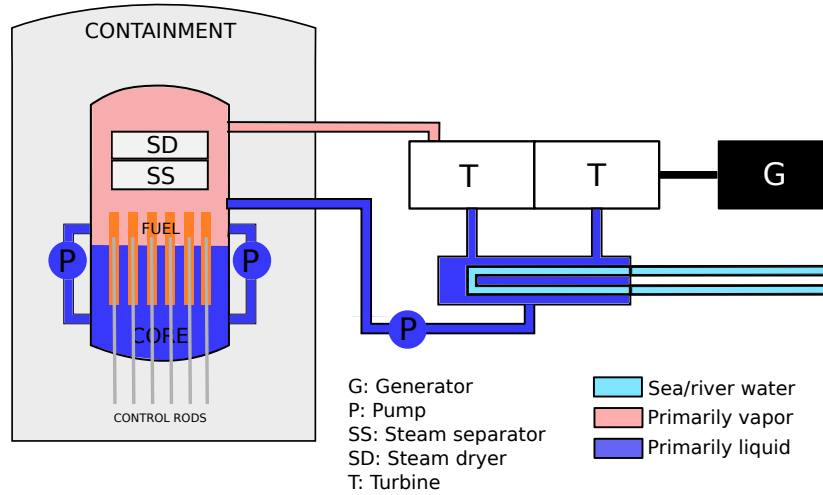 CONTAINMENT
SD
SS
FUEL
T
T
G
P
P
CORE
P
CONTROL RODS
G: Generator
P: Pump
SS: Steam separator
SD: Steam dryer
T: Turbine
Sea/river water
Primarily vapor
Primarily liquid